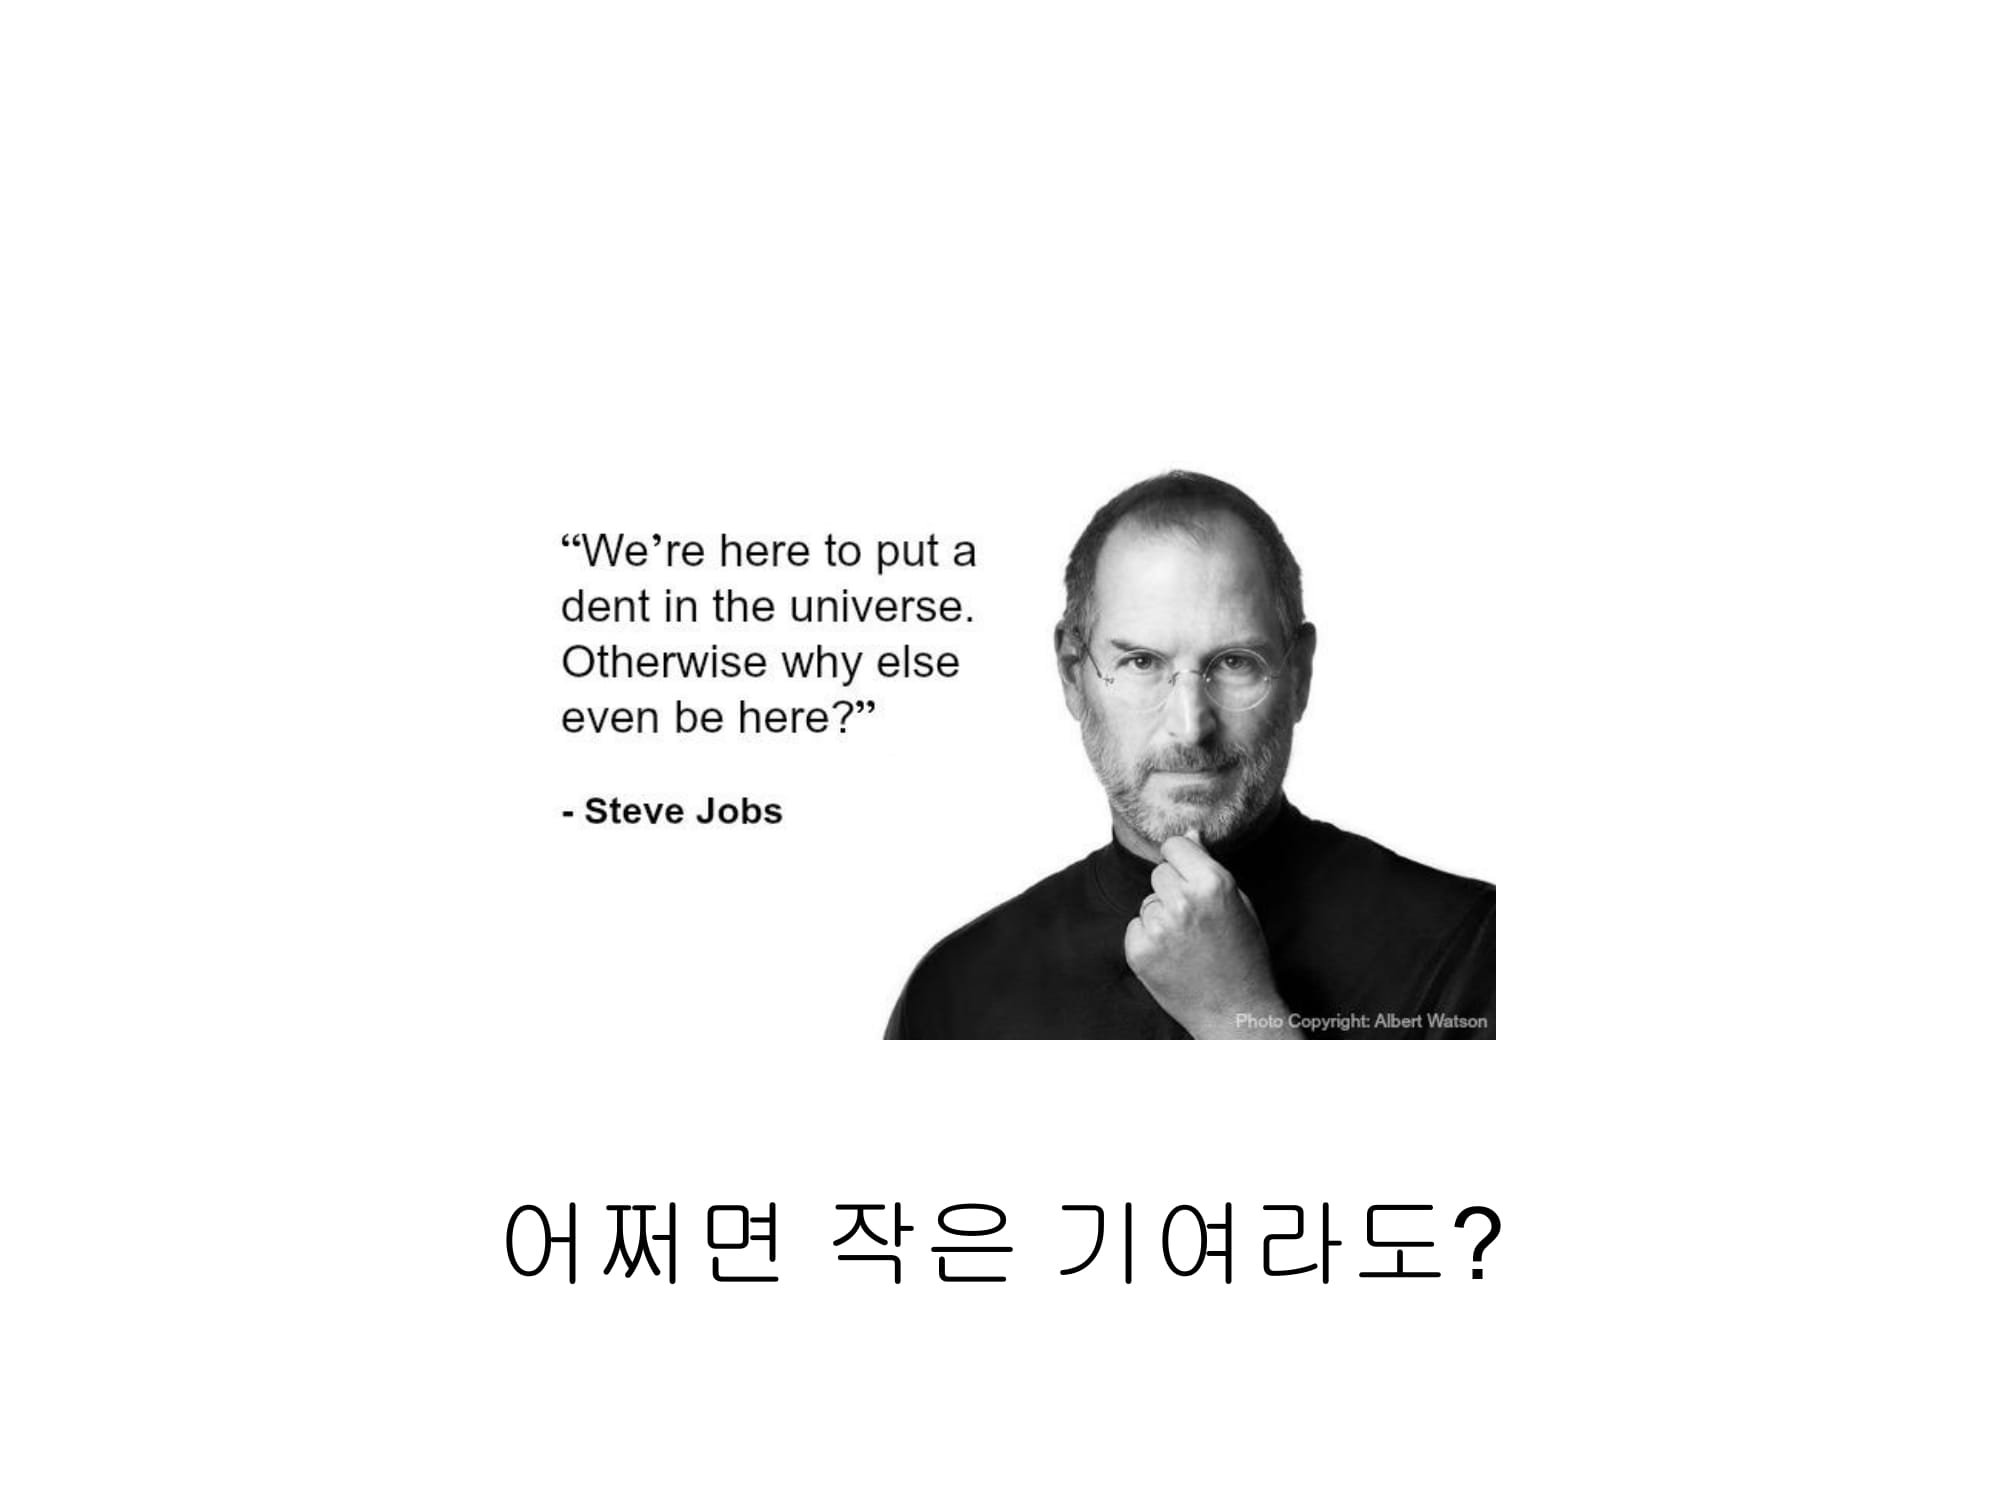 “We’re here to put a
dent in the universe.
Otherwise why else
even be here?”
- Steve Jobs
Photo Copyright: Albert Watson
어쩌면 작은 기여라도?